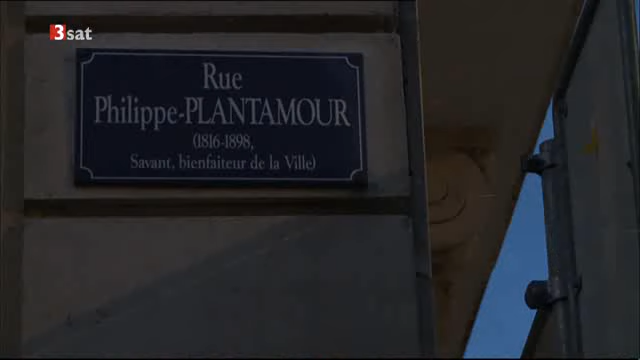 3sat
Rue
Philippe-PLANTAMOUR
(1816-1898,
Savant, bienfaiteur de la Ville)